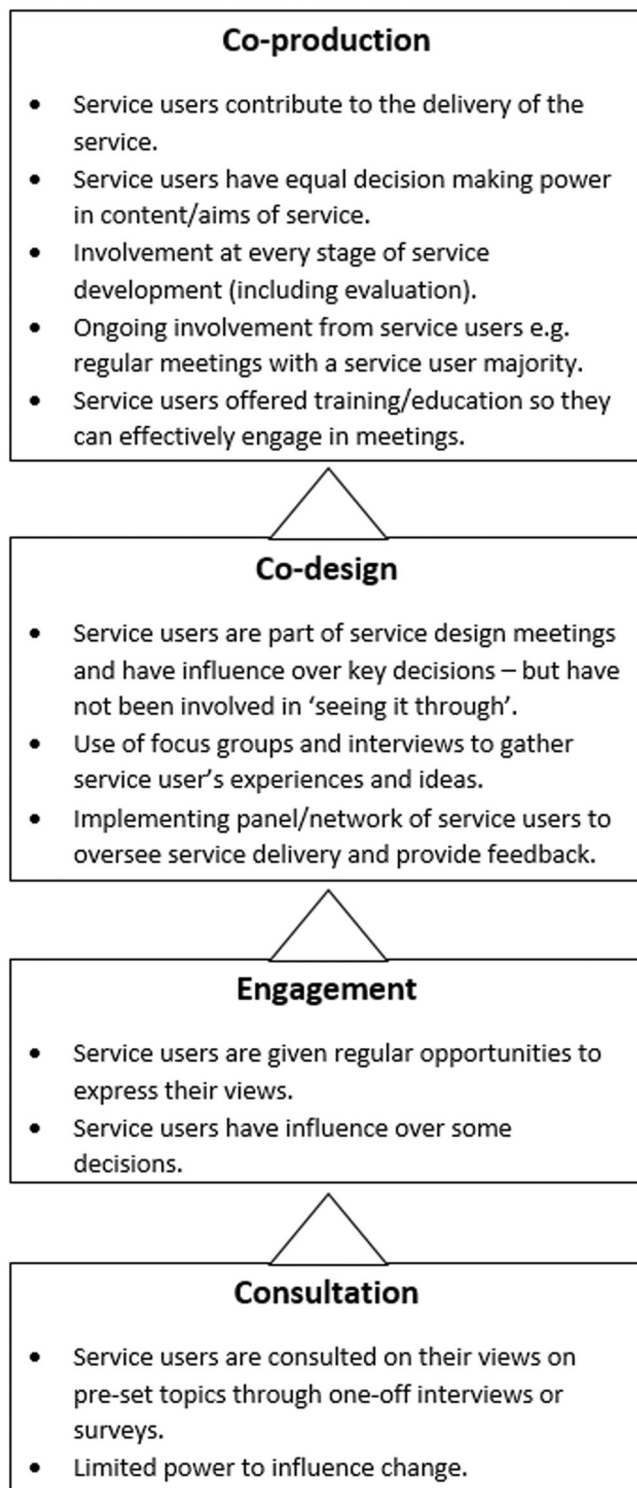 Co-production
• Service users contribute to the delivery of the
service.
• Service users have equal decision making power
in content/aims of service.
• Involvement at every stage of service
development (including evaluation).
• Ongoing involvement from service users e.g.
regular meetings with a service user majority.
• Service users offered training/education so they
can effectively engage in meetings.
Co-design
• Service users are part of service design meetings
and have influence over key decisions – but have
not been involved in ‘seeing it through’.
• Use of focus groups and interviews to gather
service user’s experiences and ideas.
• Implementing panel/network of service users to
oversee service delivery and provide feedback.
Engagement
• Service users are given regular opportunities to
express their views.
• Service users have influence over some
decisions.
Consultation
• Service users are consulted on their views on
pre-set topics through one-off interviews or
surveys.
• Limited power to influence change.